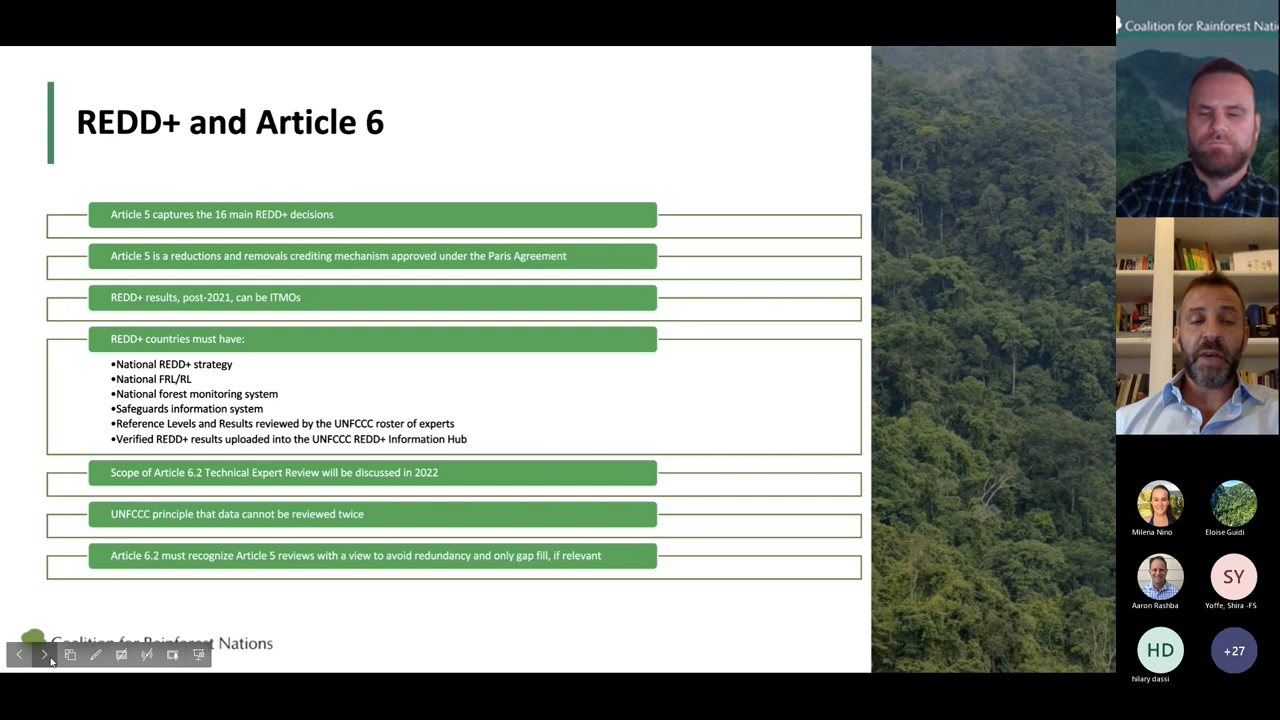 REDD+ and Article 6
Article 5 captures the 16 main REDD+ decisions
Article 5 is a reductions and removals crediting mechanism approved under the Paris Agreement
REDD+ results, post-2021, can be ITMOs
REDD+ countries must have:
•National REDD+ strategy
•National FRL/RL
•National forest monitoring system
•Safeguards information system
•Reference Levels and Results reviewed by the UNFCCC roster of experts
•Verified REDD+ results uploaded into the UNFCCC REDD+ Information Hub
Scope of Article 6.2 Technical Expert Review will be discussed in 2022
UNFCCC principle that data cannot be reviewed twice
Article 6.2 must recognize Article 5 reviews with a view to avoid redundancy and only gap fill, if relevant
Coalition for Rainforest Nations
Coalition for Rainforest Nati
Milena Nino
Eloise Guidi
Aaron Rashba
SY
Yoffe, Shira -FS
HD
hilary dassi
+27